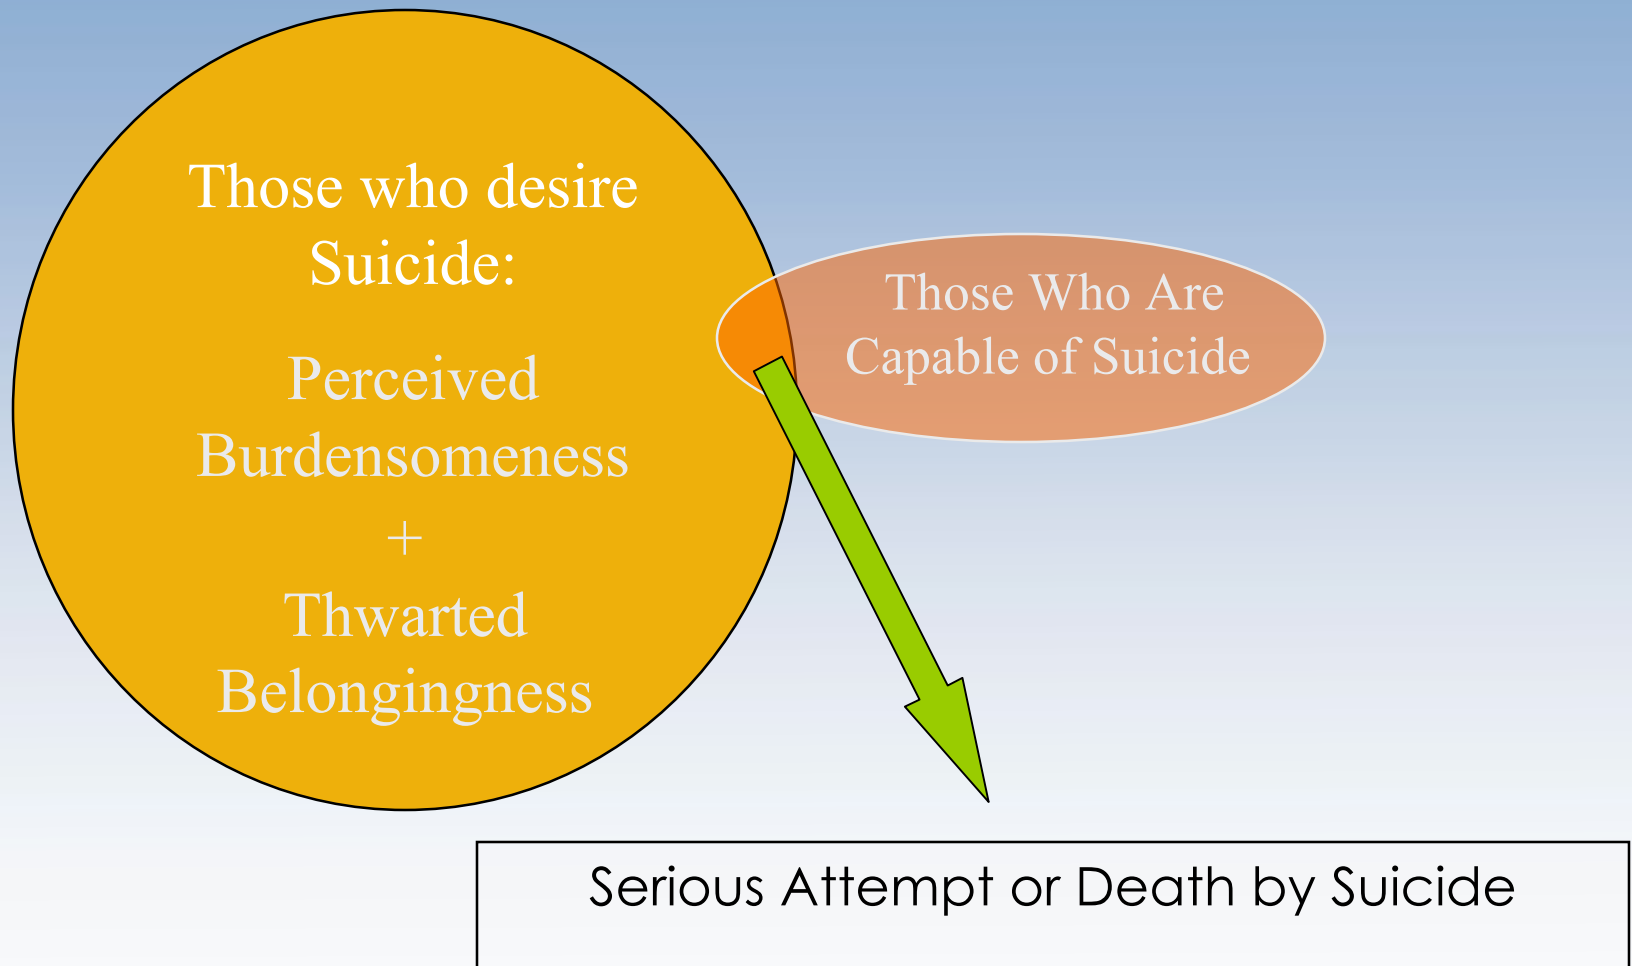 Those who desire
Suicide:
Perceived
Burdensomeness
+
Thwarted
Belongingness
Those Who Are
Capable of Suicide
Serious Attempt or Death by Suicide